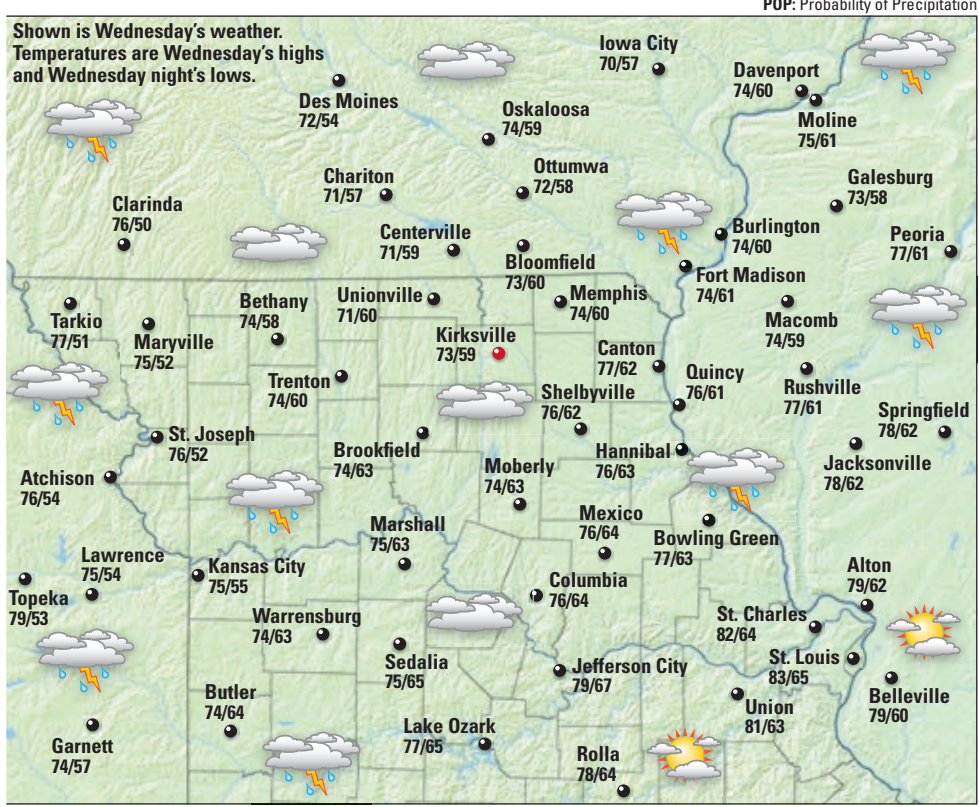 POP: Probability of Precipitation
Shown is Wednesday's weather.
Temperatures are Wednesday's highs
and Wednesday night's lows.
Iowa City
70/57
Davenport
74/60
Des Moines
72/54
Moline
75/61
Oskaloosa
74/59
Ottumwa
72/58
Chariton
71/57
Galesburg
73/58
Clarinda
76/50
Centerville
71/59
Burlington
74/60
Peoria
77/61
Bloomfield
73/60
Fort Madison
74/61
Unionville
71/60
Memphis
74/60
Bethany
74/58
Tarkio
77/51
Maryville
75/52
Macomb
74/59
Kirksville
73/59
Canton
77/62
Quincy
76/61
Trenton
74/60
Shelbyville
76/62
Rushville
77/61
Springfield
78/62
St. Joseph
76/52
Brookfield
74/63
Hannibal
76/63
Jacksonville
78/62
Atchison
76/54
Moberly
74/63
Mexico
76/64
Marshall
75/63
Bowling Green
77/63
Lawrence
75/54
Kansas City
75/55
Columbia
76/64
Alton
79/62
Topeka
79/53
Warrensburg
74/63
St. Charles
82/64
Sedalia
75/65
Jefferson City
79/67
St. Louis
83/65
Butler
74/64
Belleville
79/60
Union
81/63
Lake Ozark
77/65
Garnett
74/57
Rolla
78/64